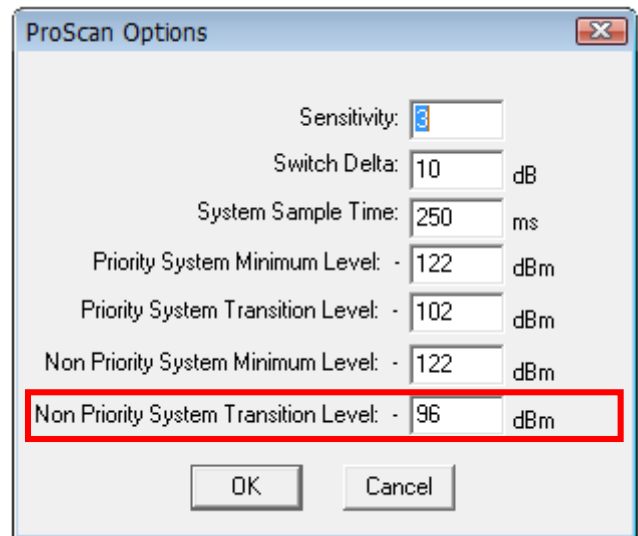 ProScan Options
Sensitivity: 3
Switch Delta: 10 dB
System Sample Time: 250 ms
Priority System Minimum Level: - 122 dBm
Priority System Transition Level: - 102 dBm
Non Priority System Minimum Level: - 122 dBm
Non Priority System Transition Level: - 96 dBm
OK Cancel